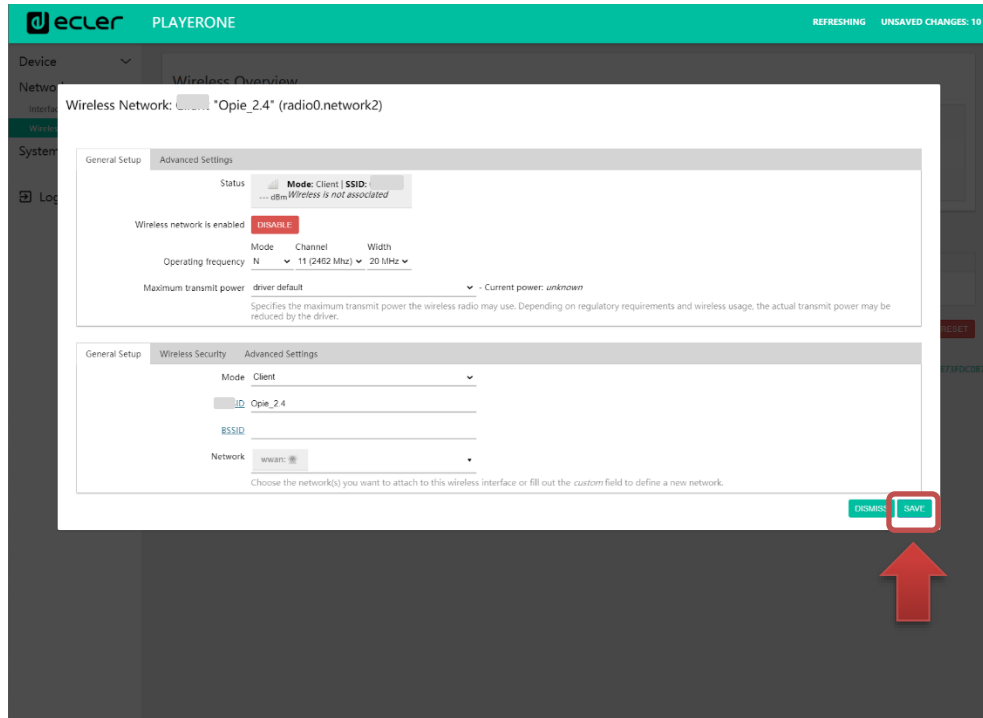 ecler PLAYERONE REFRESHING UNSAVED CHANGES: 10
Device
Wireless Overview
Wireless Network: "Opie_2.4" (radio0.network2)
System
General Setup Advanced Settings
Status Mode: Client | SSID:
--- dBm Wireless is not associated
Wireless network is enabled DISABLE
Mode Channel Width
Operating frequency N 11 (2462 Mhz) 20 MHz
Maximum transmit power driver default - Current power: unknown
Specifies the maximum transmit power the wireless radio may use. Depending on regulatory requirements and wireless usage, the actual transmit power may be
reduced by the driver.
RESET
General Setup Wireless Security Advanced Settings
Mode Client
ID Opie_2.4
BSSID
Network wwan:
Choose the network(s) you want to attach to this wireless interface or fill out the custom field to define a new network.
DISMISS SAVE